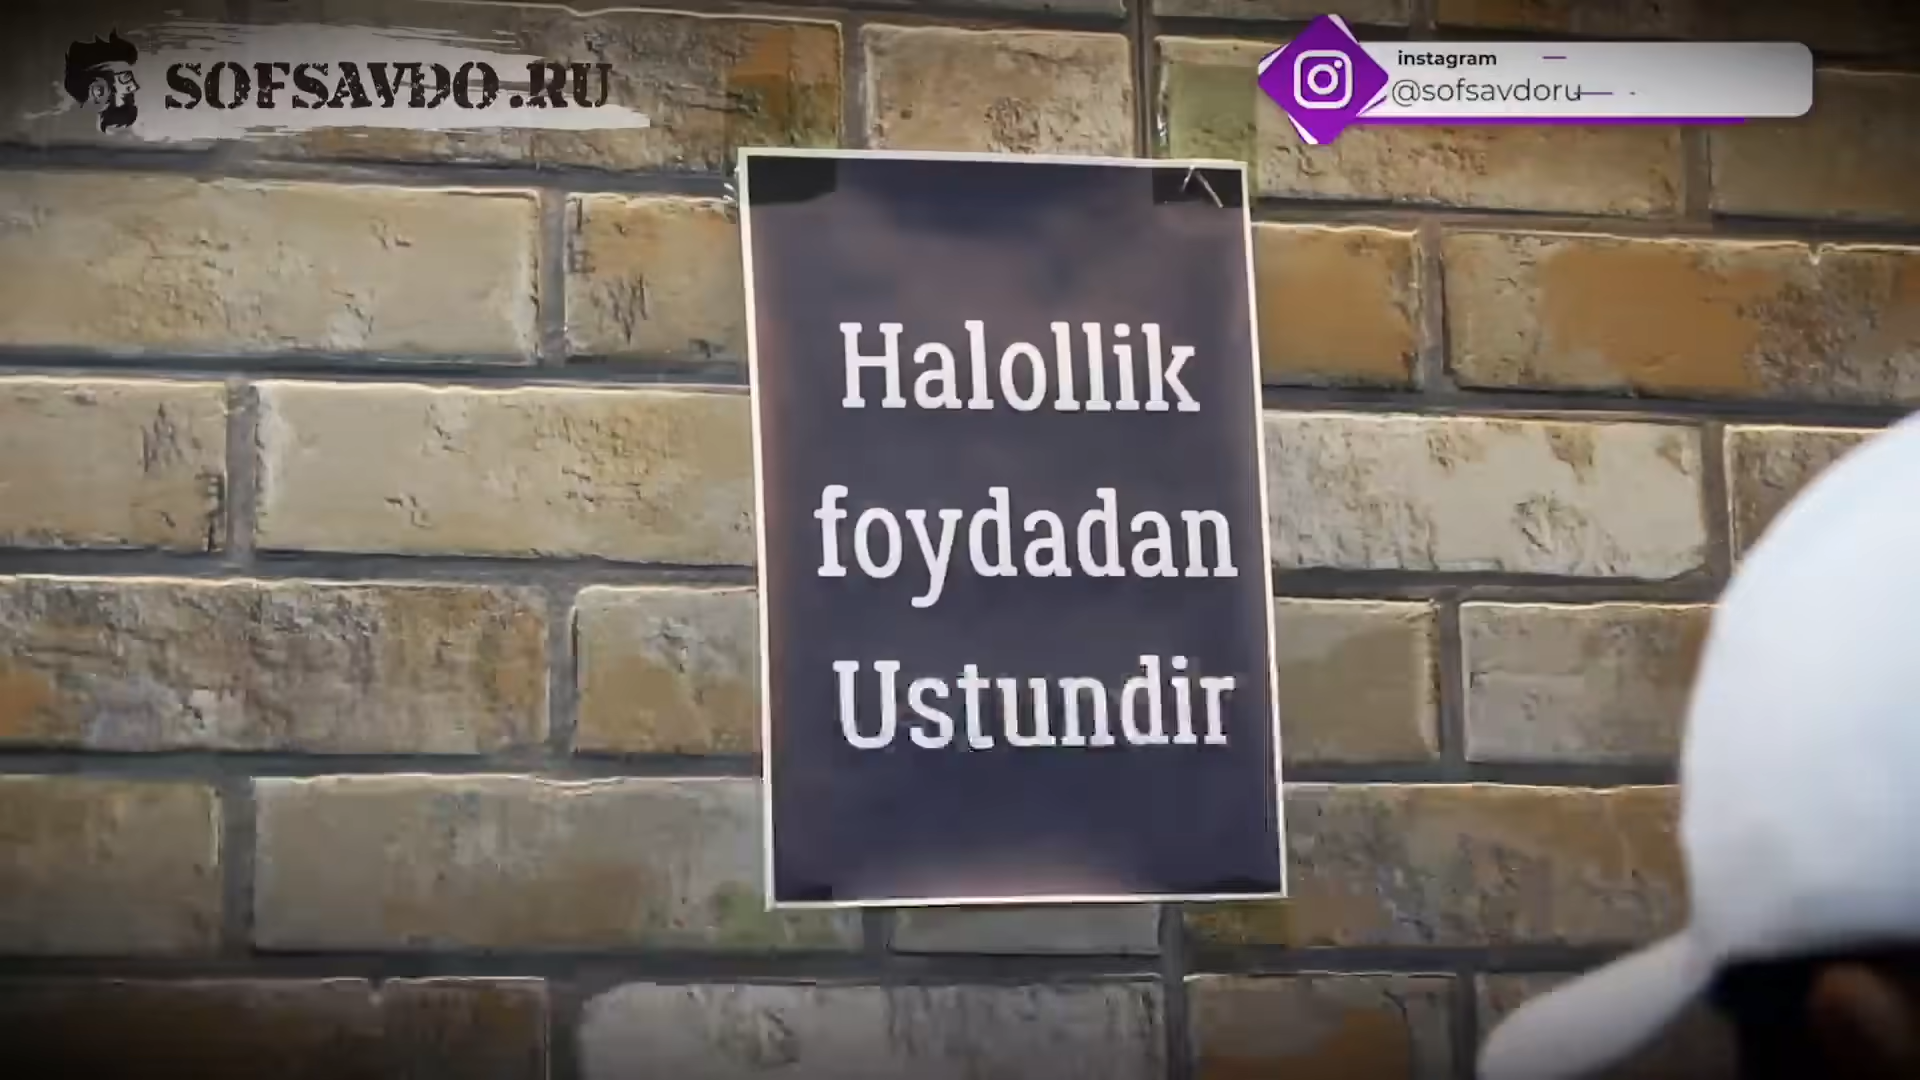 SOFSAVDO.RU
instagram
@sofsavdoru
Halollik
foydadan
Ustundir